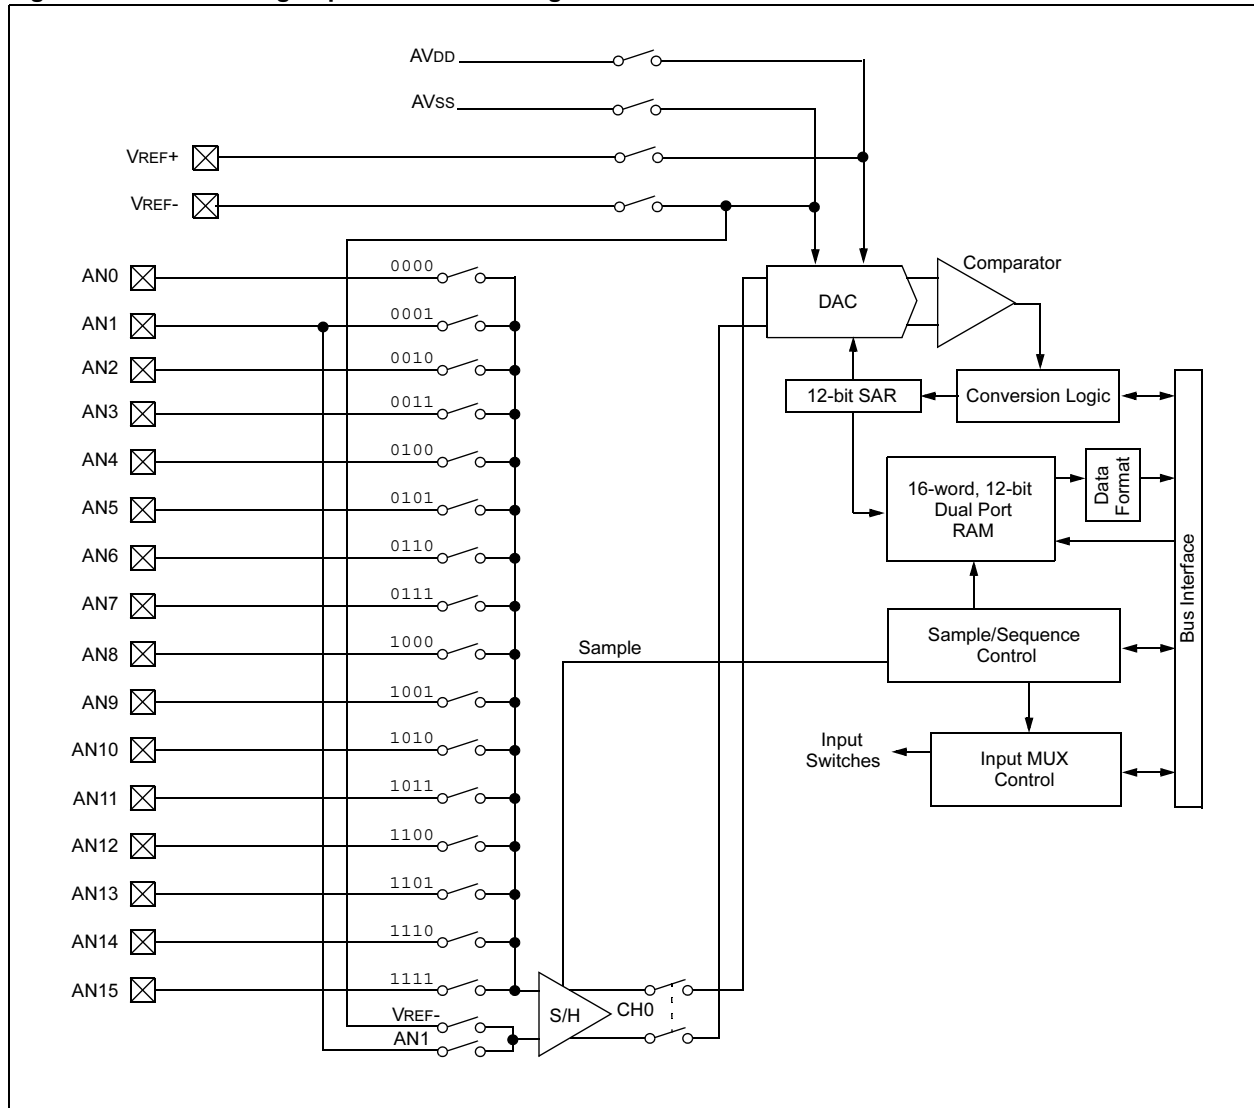 AVDD
AVSS
VREF+
VREF-
AN0
0000
AN1
0001
AN2
0010
AN3
0011
AN4
0100
AN5
0101
AN6
0110
AN7
0111
AN8
1000
AN9
1001
AN10
1010
AN11
1011
AN12
1100
AN13
1101
AN14
1110
AN15
1111
VREF-
AN1
S/H
CH0
Sample
DAC
Comparator
12-bit SAR
Conversion Logic
16-word, 12-bit
Dual Port
RAM
Data
Format
Bus Interface
Sample/Sequence
Control
Input
Switches
Input MUX
Control